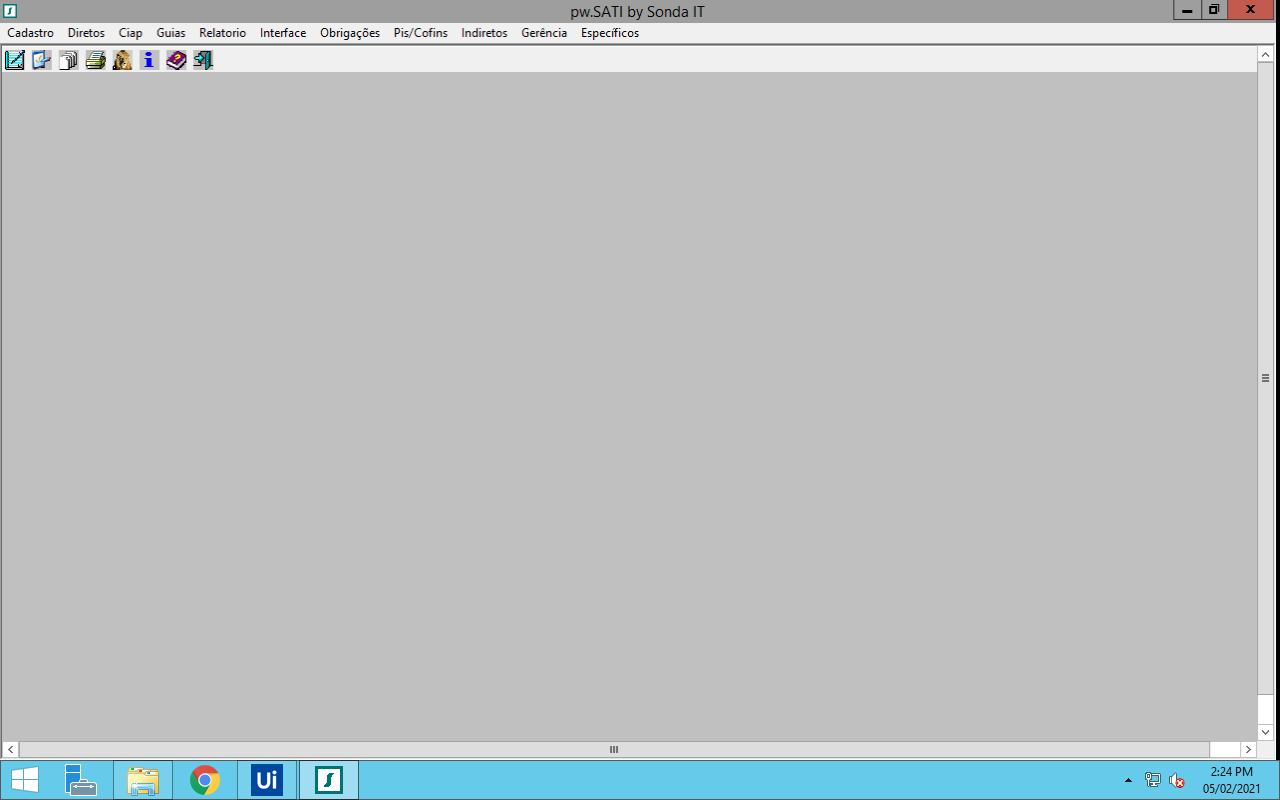 pw.SATI by Sonda IT
Cadastro Diretos Ciap Guias Relatorio Interface Obrigações Pis/Cofins Indiretos Gerência Específicos
Ui
2:24 PM
05/02/2021